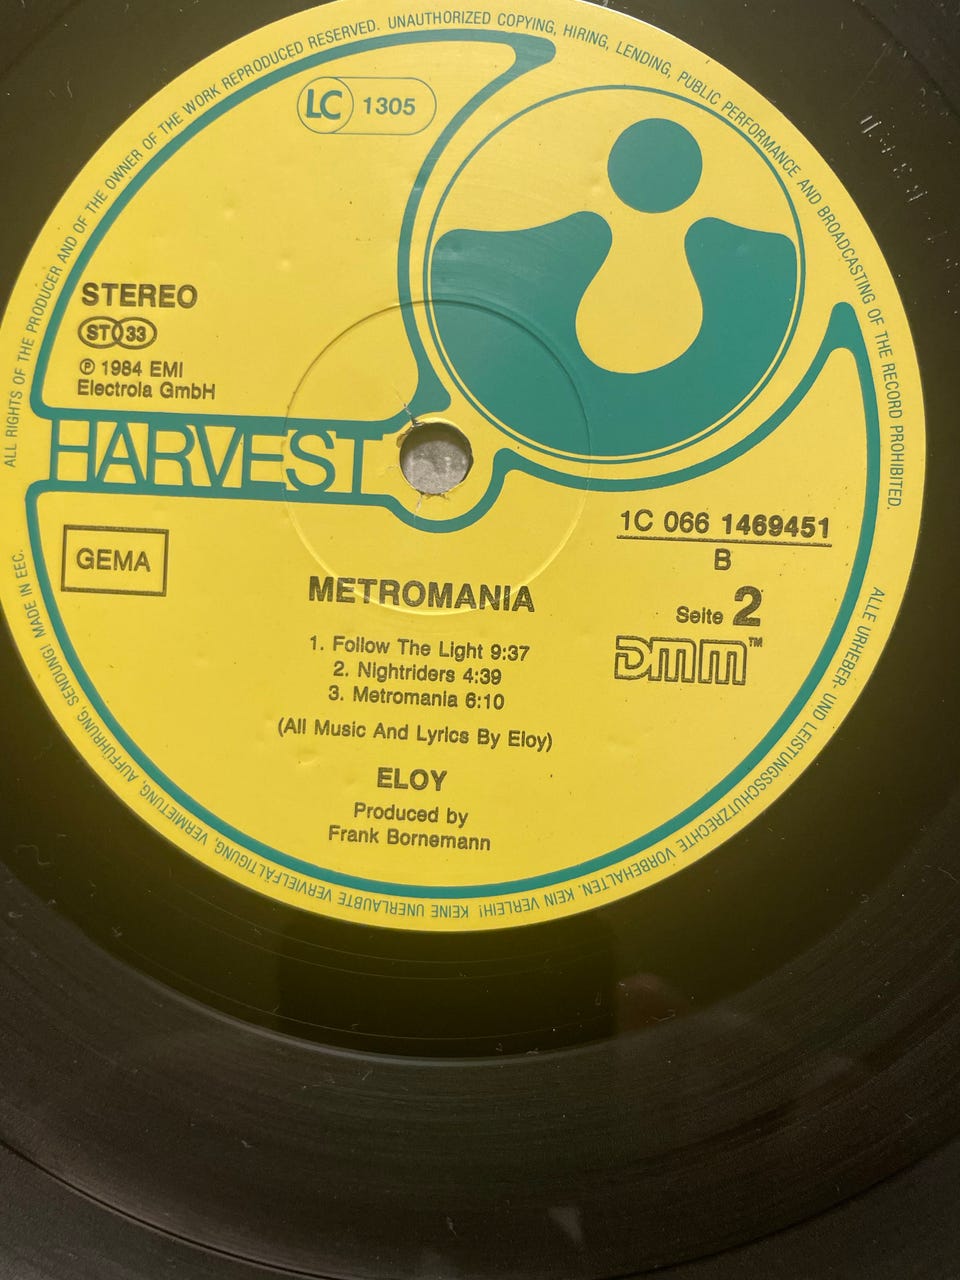 ALL RIGHTS OF THE PRODUCER AND OF THE OWNER OF THE WORK REPRODUCED RESERVED. UNAUTHORIZED COPYING, HIRING, LENDING, PUBLIC PERFORMANCE AND BROADCASTING OF THE RECORD PROHIBITED.
LC 1305
STEREO
ST 33
℗ 1984 EMI
Electrola GmbH
HARVEST
GEMA
1C 066 1469451
B
Seite 2
DMM™
METROMANIA
1. Follow The Light 9:37
2. Nightriders 4:39
3. Metromania 6:10
(All Music And Lyrics By Eloy)
ELOY
Produced by
Frank Bornemann
ALLE URHEBER- UND LEISTUNGSSCHUTZRECHTE VORBEHALTEN. KEIN VERLEIH! KEINE UNERLAUBTE VERVIELFÄLTIGUNG, VERMIETUNG, AUFFÜHRUNG, SENDUNG! MADE IN EEC.